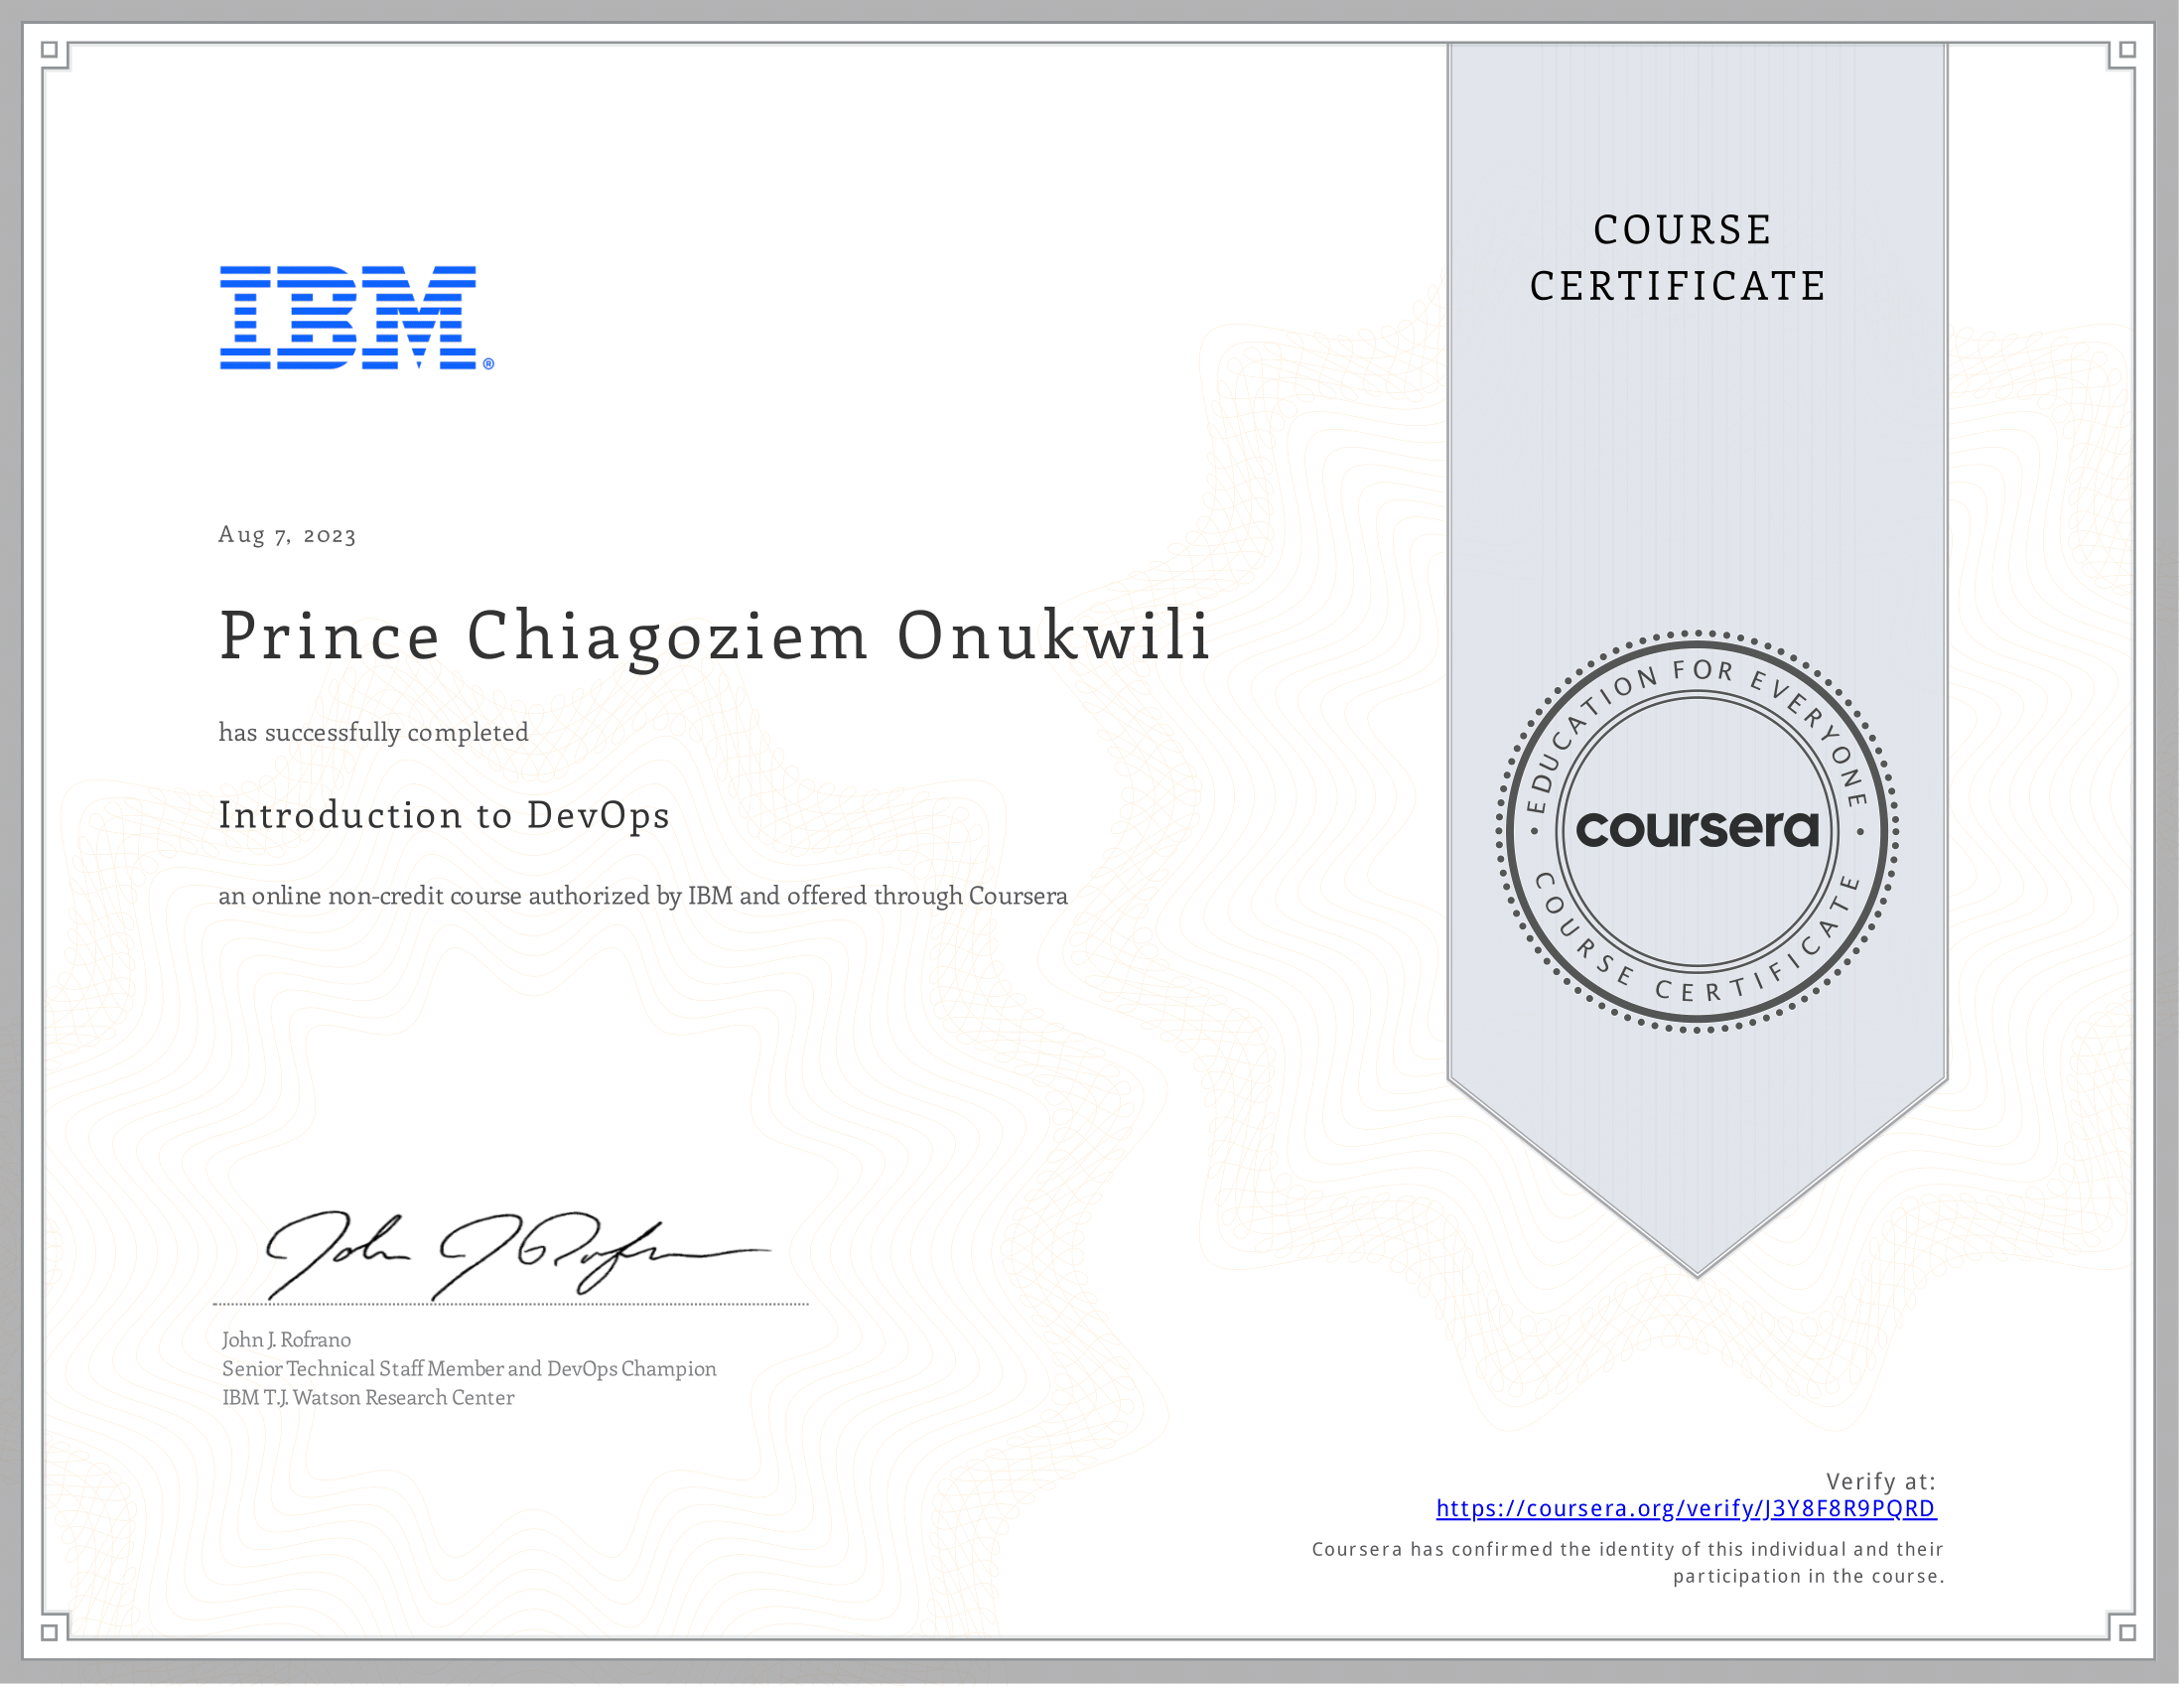 IBM®
COURSE
CERTIFICATE
Aug 7, 2023
Prince Chiagoziem Onukwili
has successfully completed
Introduction to DevOps
an online non-credit course authorized by IBM and offered through Coursera
EDUCATION FOR EVERYONE
coursera
COURSE CERTIFICATE
John J Rofrano
John J. Rofrano
Senior Technical Staff Member and DevOps Champion
IBM T.J. Watson Research Center
Verify at:
https://coursera.org/verify/J3Y8F8R9PQRD
Coursera has confirmed the identity of this individual and their
participation in the course.